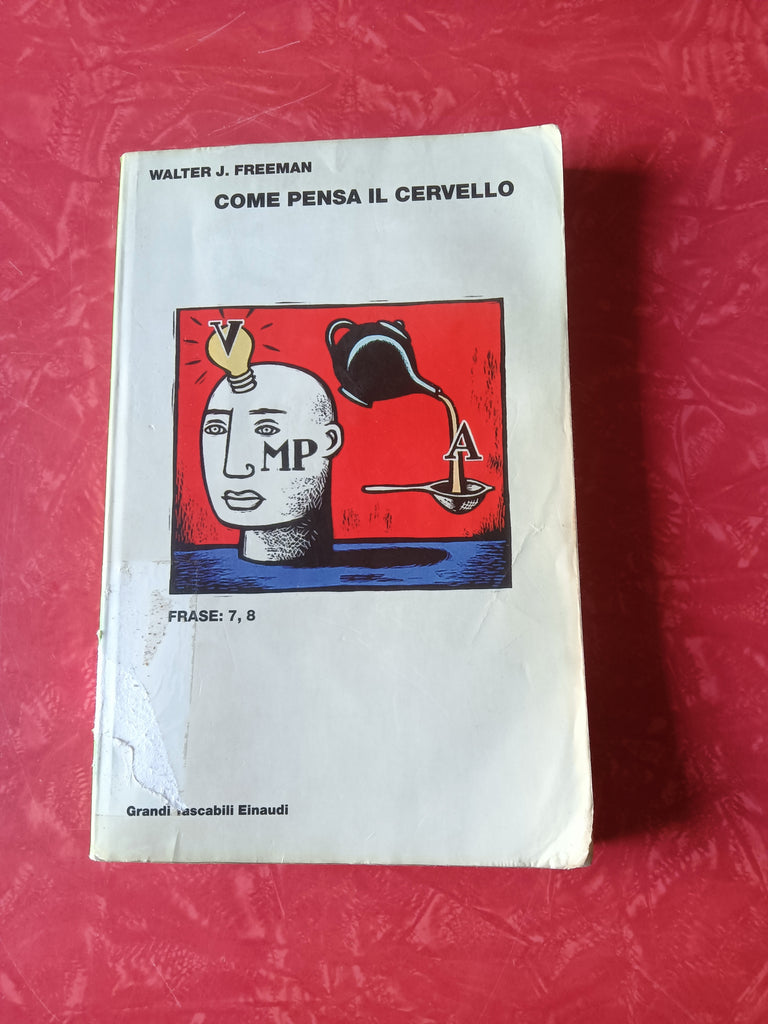 WALTER J. FREEMAN
COME PENSA IL CERVELLO
V
MP
A
FRASE: 7, 8
Grandi Tascabili Einaudi